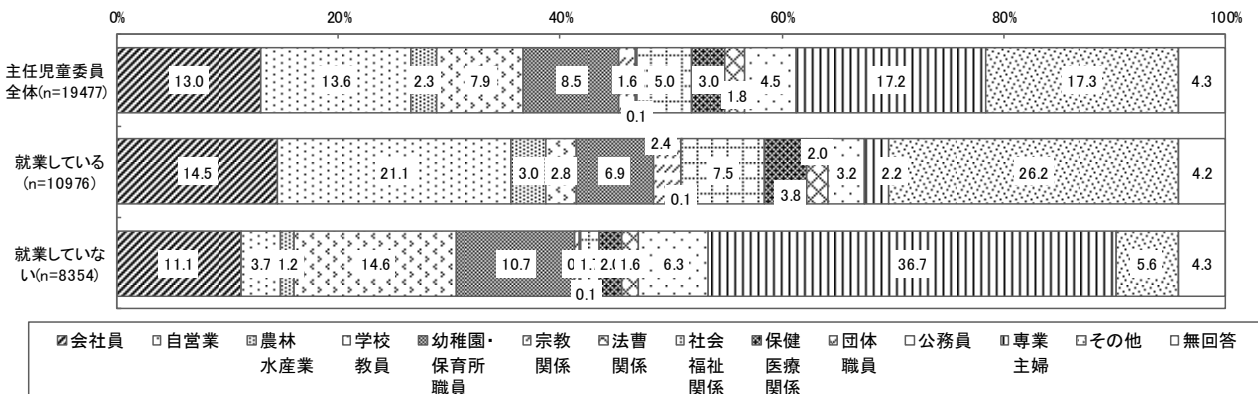 0% 20% 40% 60% 80% 100%
主任児童委員
全体(n=19477)
13.0 13.6 2.3 7.9 8.5 1.6 0.1 5.0 3.0 1.8 4.5 17.2 17.3 4.3
就業している
(n=10976)
14.5 21.1 3.0 2.8 6.9 2.4 0.1 7.5 3.8 2.0 3.2 2.2 26.2 4.2
就業していな
い(n=8354)
11.1 3.7 1.2 14.6 10.7 0.1 1.6 6.3 36.7 5.6 4.3
会社員 自営業 農林 学校 幼稚園・ 宗教 法曹 社会 保健 団体 公務員 専業 その他 無回答
水産業 教員 保育所 関係 関係 福祉 医療 職員 主婦
職員 関係 関係